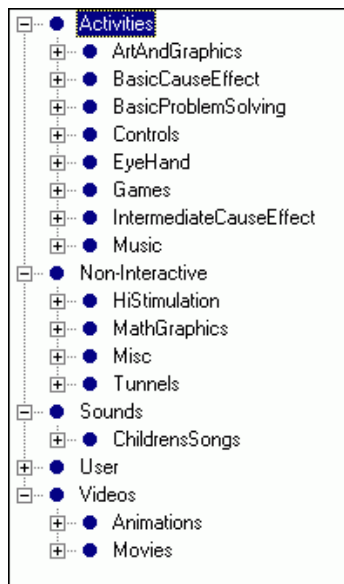 Activities
ArtAndGraphics
BasicCauseEffect
BasicProblemSolving
Controls
EyeHand
Games
IntermediateCauseEffect
Music
Non-Interactive
HiStimulation
MathGraphics
Misc
Tunnels
Sounds
ChildrensSongs
User
Videos
Animations
Movies